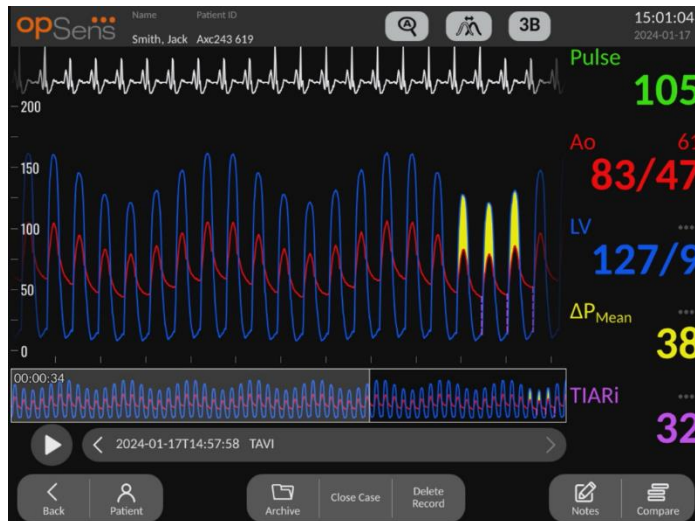 opSens
Name Patient ID
Smith, Jack Axc243 619
3B
15:01:04
2024-01-17
Pulse
105
200
150
100
50
0
Ao 61
83/47
LV
127/9
ΔPMean
38
TIARi
32
00:00:34
2024-01-17T14:57:58 TAVI
Back
Patient
Archive
Close Case
Delete
Record
Notes
Compare